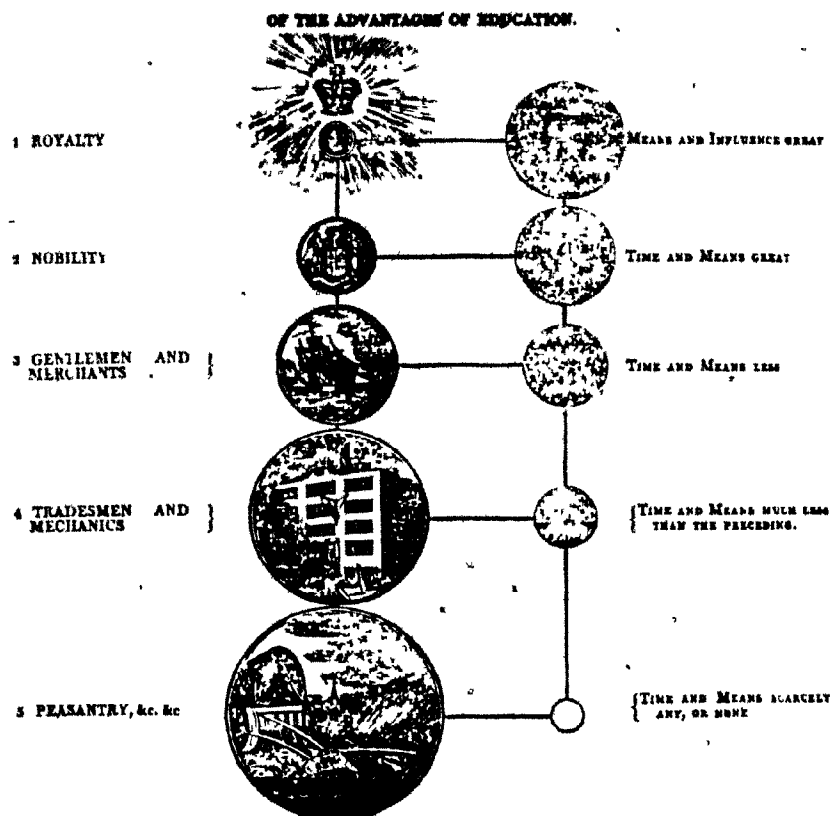 OF THE ADVANTAGES OF EDUCATION.
1 ROYALTY
MEANS AND INFLUENCE GREAT
2 NOBILITY
TIME AND MEANS GREAT
3 GENTLEMEN AND
MERCHANTS
TIME AND MEANS LESS
4 TRADESMEN AND
MECHANICS
TIME AND MEANS MUCH LESS
THAN THE PRECEDING.
5 PEASANTRY, &c. &c
TIME AND MEANS SCARCELY
ANY, OR NONE